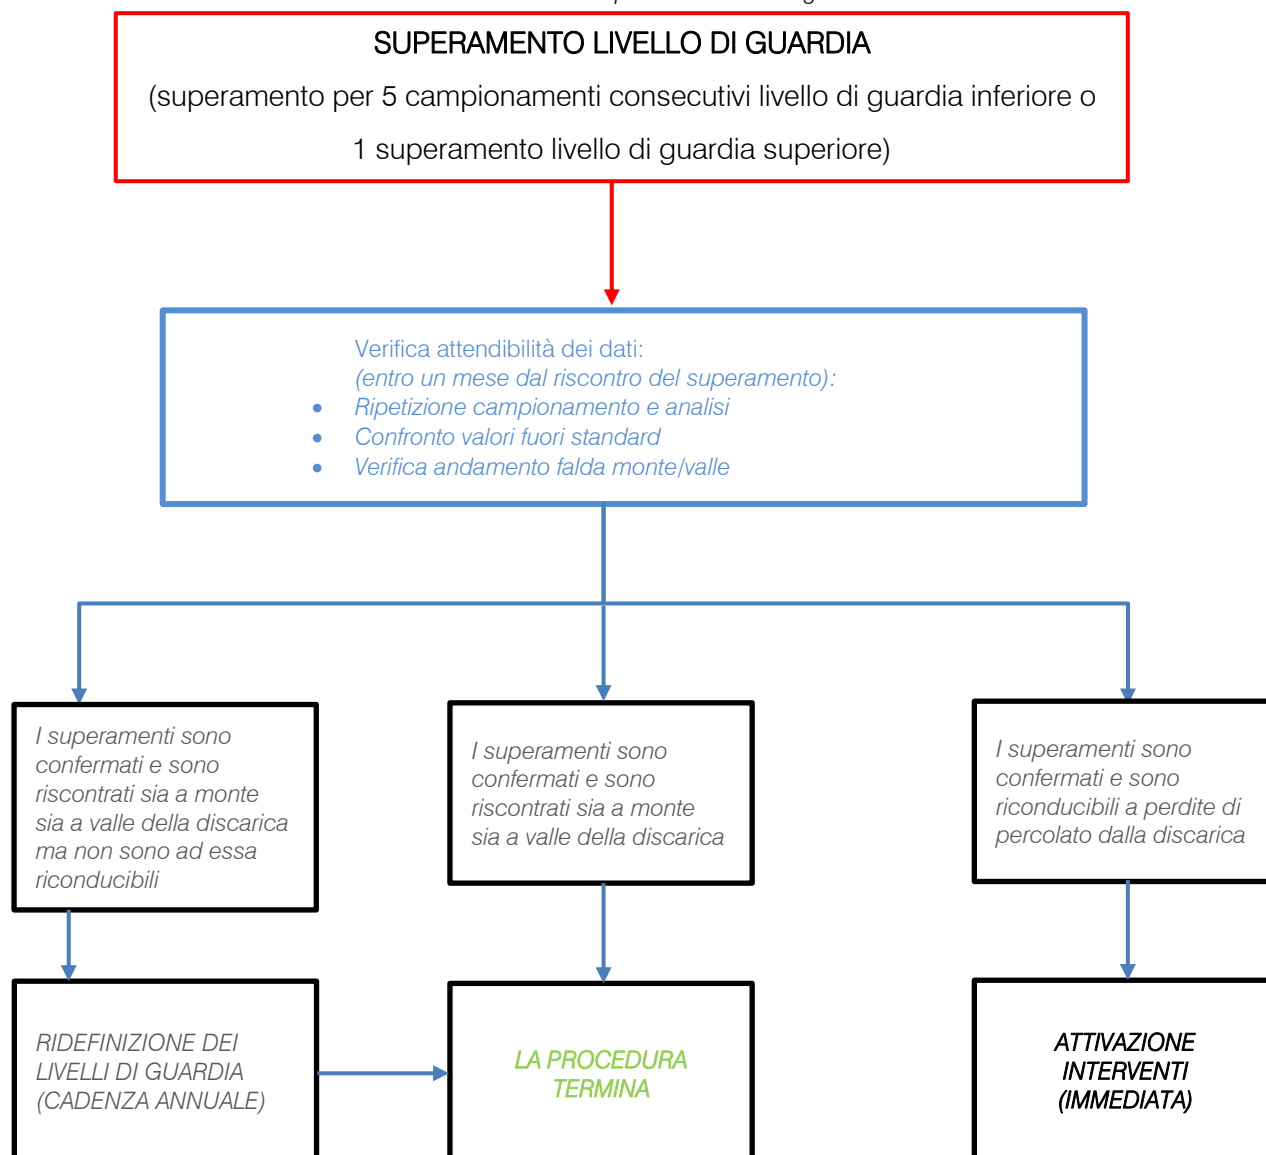 SUPERAMENTO LIVELLO DI GUARDIA
(superamento per 5 campionamenti consecutivi livello di guardia inferiore o
1 superamento livello di guardia superiore)
Verifica attendibilità dei dati:
(entro un mese dal riscontro del superamento):
• Ripetizione campionamento e analisi
• Confronto valori fuori standard
• Verifica andamento falda monte/valle
I superamenti sono
confermati e sono
riscontrati sia a monte
sia a valle della discarica
ma non sono ad essa
riconducibili
I superamenti sono
confermati e sono
riscontrati sia a monte
sia a valle della discarica
I superamenti sono
confermati e sono
riconducibili a perdite di
percolato dalla discarica
RIDEFINIZIONE DEI
LIVELLI DI GUARDIA
(CADENZA ANNUALE)
LA PROCEDURA
TERMINA
ATTIVAZIONE
INTERVENTI
(IMMEDIATA)